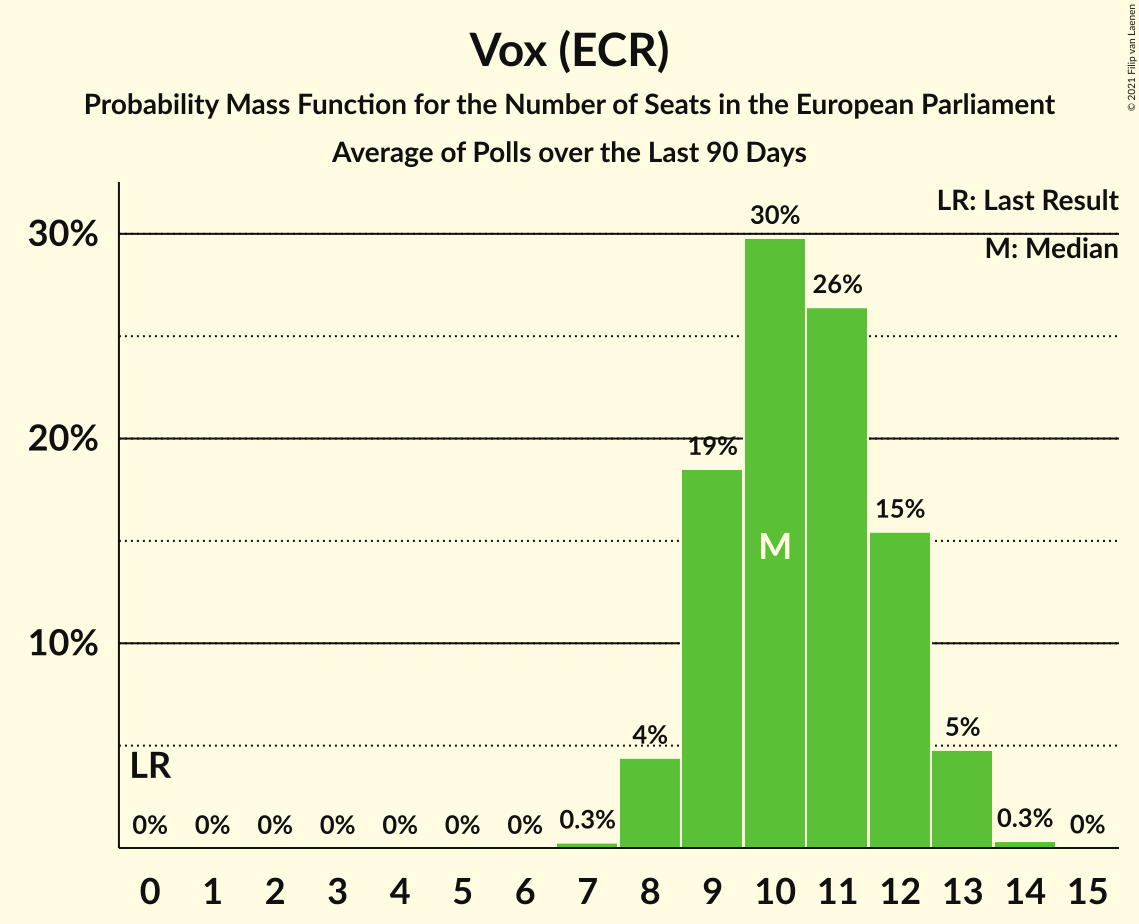 Vox (ECR)
Probability Mass Function for the Number of Seats in the European Parliament
Average of Polls over the Last 90 Days
© 2021 Filip van Laenen
LR: Last Result
M: Median
30%
20%
10%
30%
26%
19%
15%
M
4%
5%
LR
0% 0% 0% 0% 0% 0% 0% 0.3% 0.3% 0%
0 1 2 3 4 5 6 7 8 9 10 11 12 13 14 15